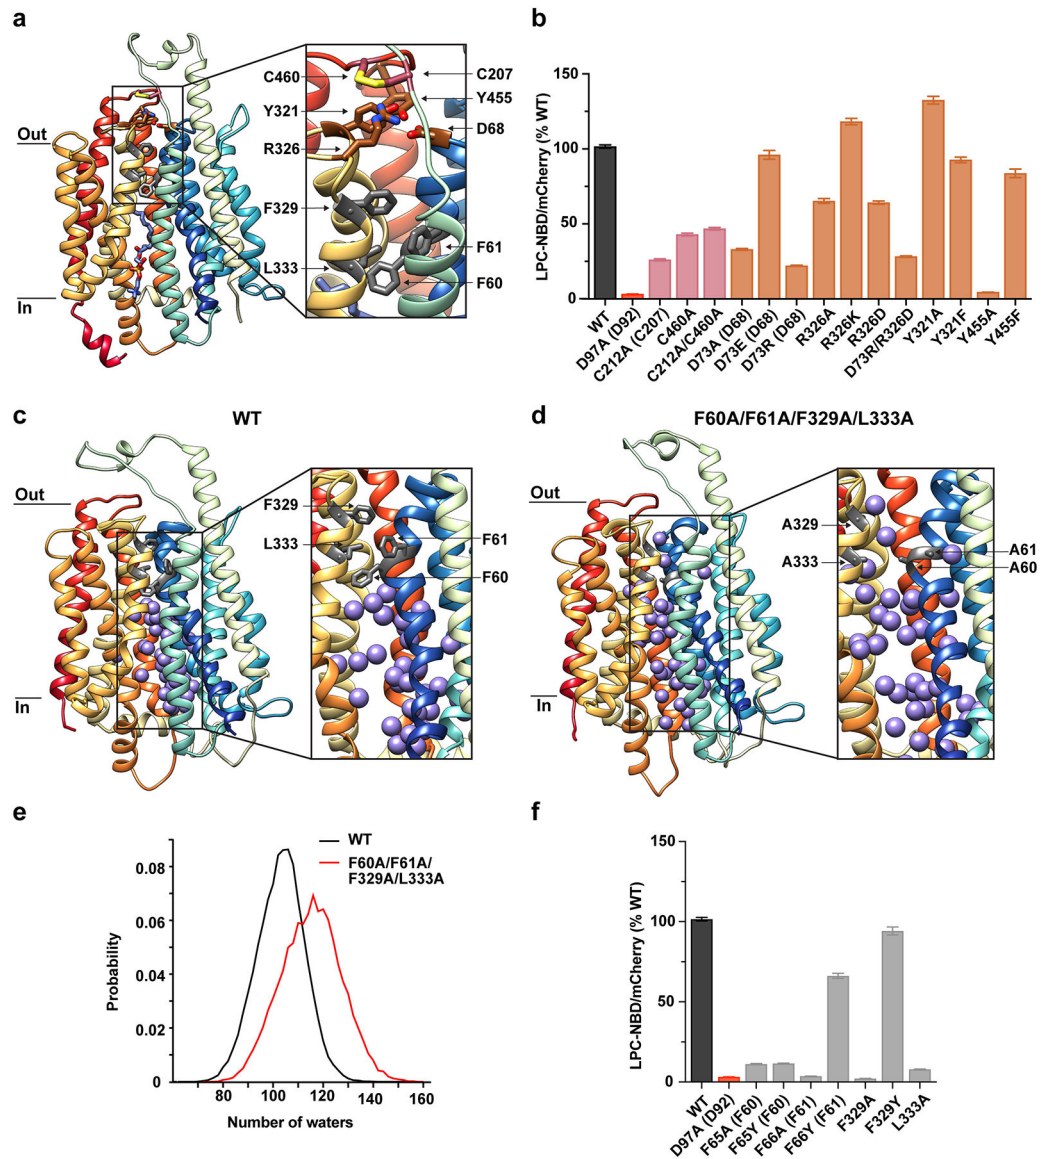 a
C460
C207
Y321
Y455
D68
R326
F329
F61
L333
F60
Out
In
b
LPC-NBD/mCherry (% WT)
150
100
50
0
WT
D97A (D92)
C212A (C207)
C460A
C212A/C460A
D73A (D68)
D73E (D68)
D73R (D68)
R326A
R326K
R326D
D73R/R326D
Y321A
Y321F
Y455A
Y455F
c
WT
Out
In
F329
L333
F61
F60
d
F60A/F61A/F329A/L333A
Out
In
A329
A333
A61
A60
e
WT
F60A/F61A/
F329A/L333A
Probability
0.08
0.06
0.04
0.02
0
80
100
120
140
160
Number of waters
f
LPC-NBD/mCherry (% WT)
150
100
50
0
WT
D97A (D92)
F65A (F60)
F65Y (F60)
F66A (F61)
F66Y (F61)
F329A
F329Y
L333A